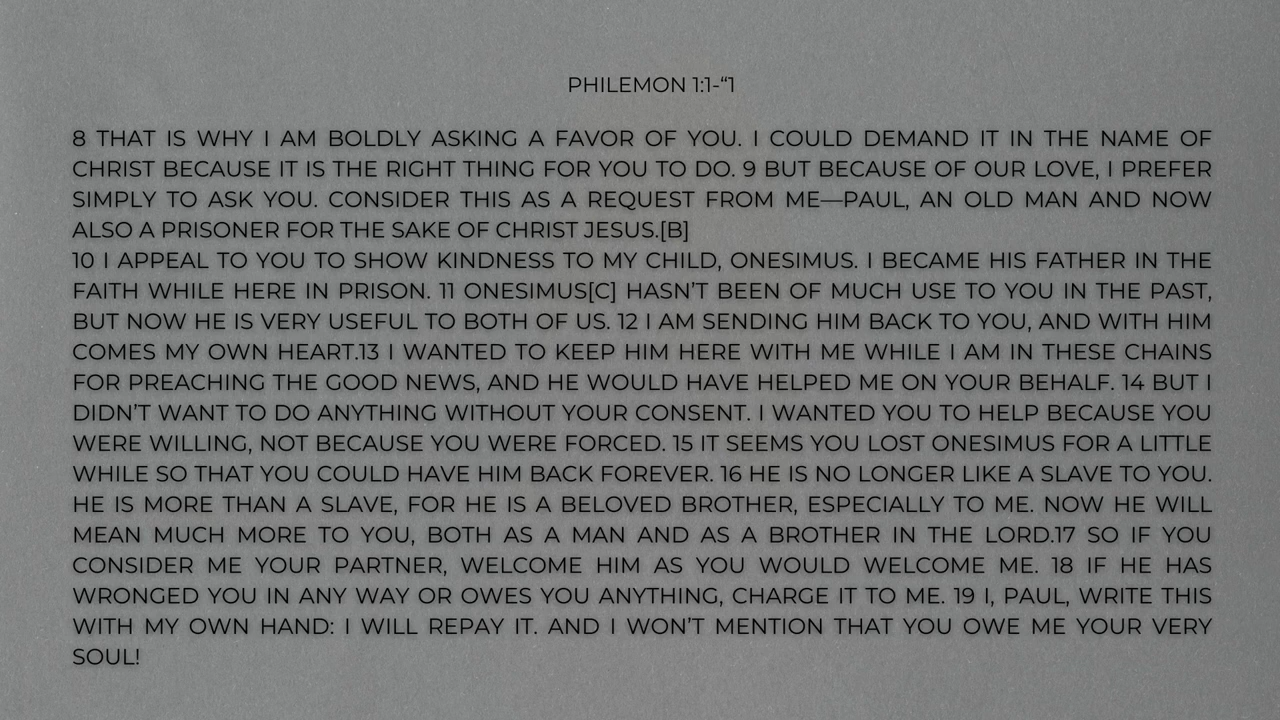 PHILEMON 1:1-“1
8 THAT IS WHY I AM BOLDLY ASKING A FAVOR OF YOU. I COULD DEMAND IT IN THE NAME OF
CHRIST BECAUSE IT IS THE RIGHT THING FOR YOU TO DO. 9 BUT BECAUSE OF OUR LOVE, I PREFER
SIMPLY TO ASK YOU. CONSIDER THIS AS A REQUEST FROM ME—PAUL, AN OLD MAN AND NOW
ALSO A PRISONER FOR THE SAKE OF CHRIST JESUS.[B]
10 I APPEAL TO YOU TO SHOW KINDNESS TO MY CHILD, ONESIMUS. I BECAME HIS FATHER IN THE
FAITH WHILE HERE IN PRISON. 11 ONESIMUS[C] HASN’T BEEN OF MUCH USE TO YOU IN THE PAST,
BUT NOW HE IS VERY USEFUL TO BOTH OF US. 12 I AM SENDING HIM BACK TO YOU, AND WITH HIM
COMES MY OWN HEART.13 I WANTED TO KEEP HIM HERE WITH ME WHILE I AM IN THESE CHAINS
FOR PREACHING THE GOOD NEWS, AND HE WOULD HAVE HELPED ME ON YOUR BEHALF. 14 BUT I
DIDN’T WANT TO DO ANYTHING WITHOUT YOUR CONSENT. I WANTED YOU TO HELP BECAUSE YOU
WERE WILLING, NOT BECAUSE YOU WERE FORCED. 15 IT SEEMS YOU LOST ONESIMUS FOR A LITTLE
WHILE SO THAT YOU COULD HAVE HIM BACK FOREVER. 16 HE IS NO LONGER LIKE A SLAVE TO YOU.
HE IS MORE THAN A SLAVE, FOR HE IS A BELOVED BROTHER, ESPECIALLY TO ME. NOW HE WILL
MEAN MUCH MORE TO YOU, BOTH AS A MAN AND AS A BROTHER IN THE LORD.17 SO IF YOU
CONSIDER ME YOUR PARTNER, WELCOME HIM AS YOU WOULD WELCOME ME. 18 IF HE HAS
WRONGED YOU IN ANY WAY OR OWES YOU ANYTHING, CHARGE IT TO ME. 19 I, PAUL, WRITE THIS
WITH MY OWN HAND: I WILL REPAY IT. AND I WON’T MENTION THAT YOU OWE ME YOUR VERY
SOUL!